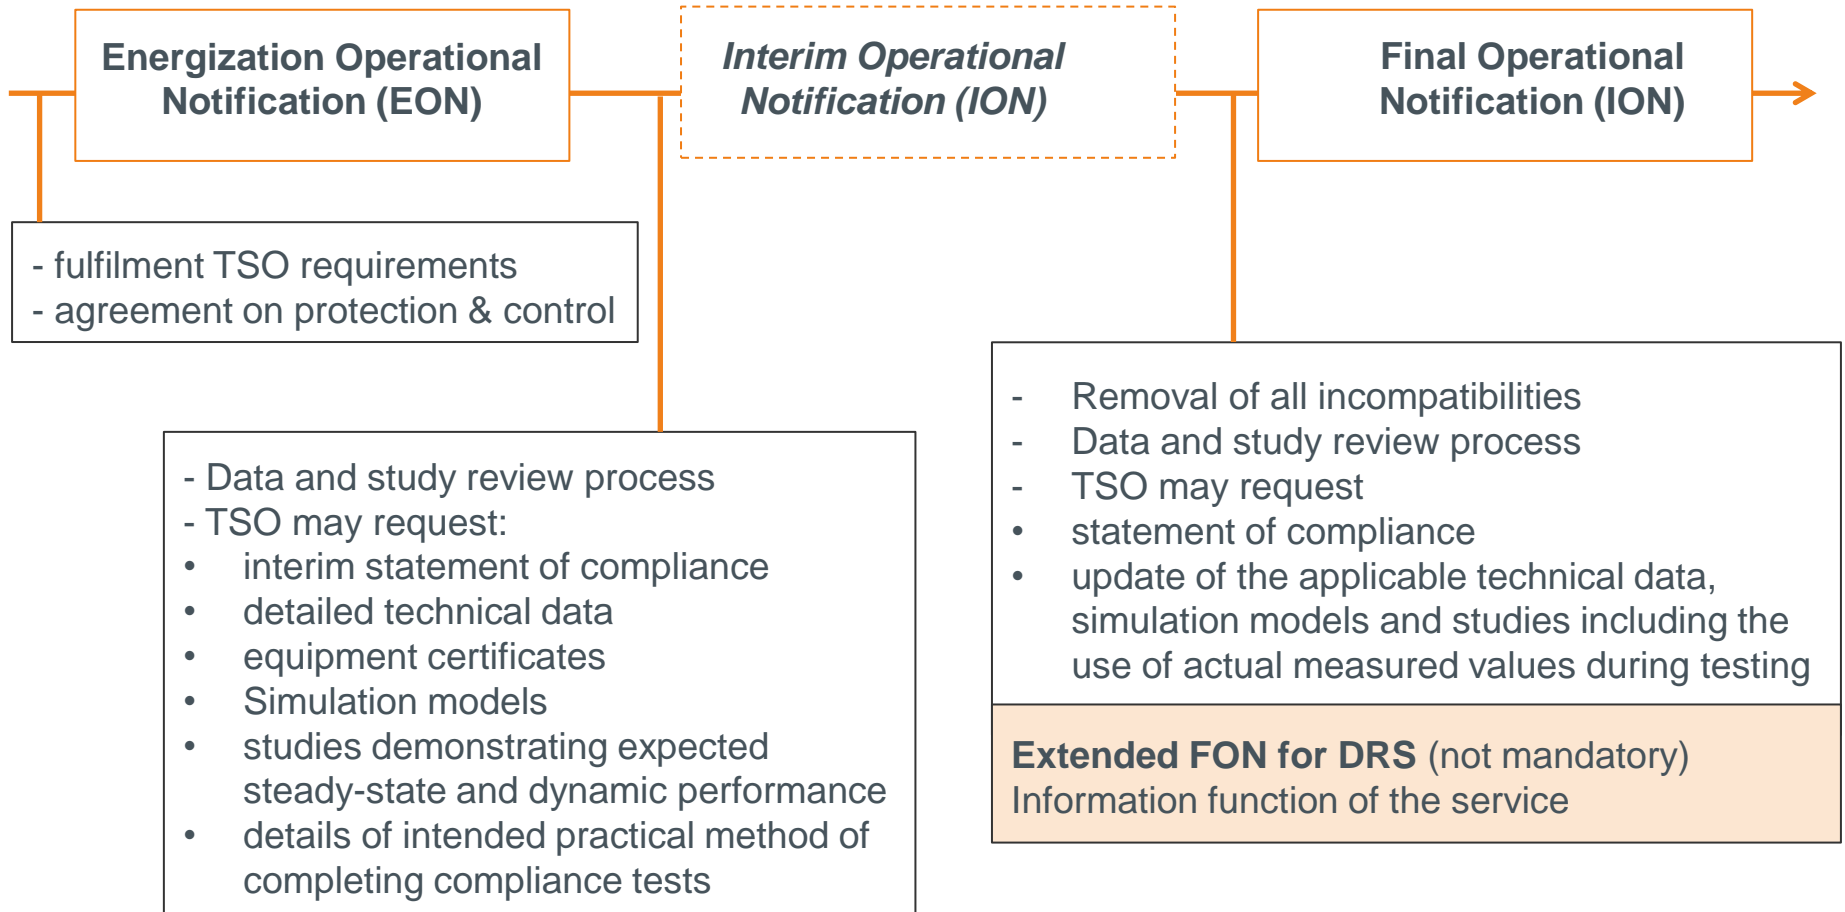 Energization Operational
Notification (EON)
Interim Operational
Notification (ION)
Final Operational
Notification (ION)
- fulfilment TSO requirements
- agreement on protection & control
- Data and study review process
- TSO may request:
• interim statement of compliance
• detailed technical data
• equipment certificates
• Simulation models
• studies demonstrating expected
steady-state and dynamic performance
• details of intended practical method of
completing compliance tests
- Removal of all incompatibilities
- Data and study review process
- TSO may request
• statement of compliance
• update of the applicable technical data,
simulation models and studies including the
use of actual measured values during testing
Extended FON for DRS (not mandatory)
Information function of the service